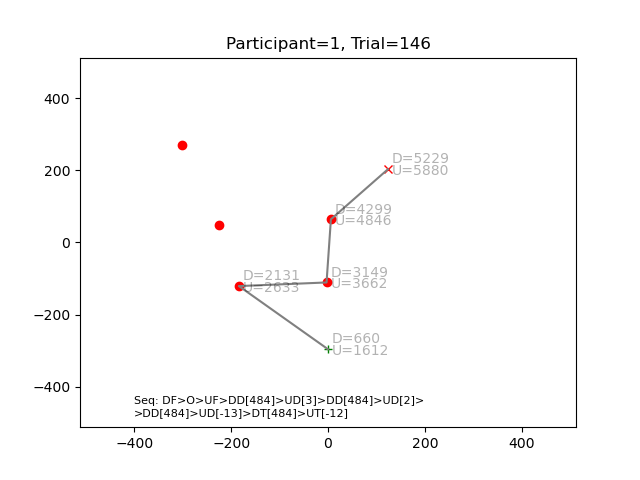 Participant=1, Trial=146
400
200
0
−200
−400
D=5229
U=5880
D=4299
U=4846
D=3149
U=3662
D=2131
U=2633
D=660
U=1612
Seq: DF>O>UF>DD[484]>UD[3]>DD[484]>UD[2]>
>DD[484]>UD[-13]>DT[484]>UT[-12]
−400 −200 0 200 400